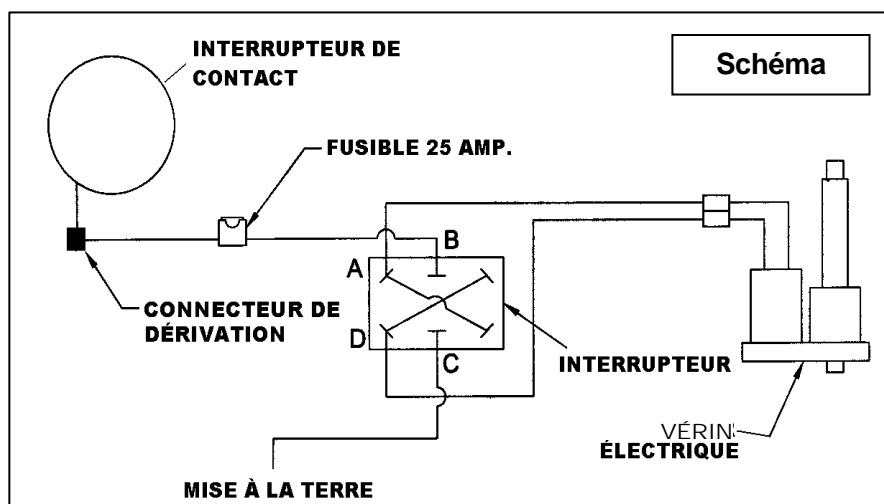 INTERRUPTEUR DE
CONTACT
Schéma
FUSIBLE 25 AMP.
B
A
CONNECTEUR DE
DÉRIVATION
D
C
INTERRUPTEUR
VÉRIN
ÉLECTRIQUE
MISE À LA TERRE